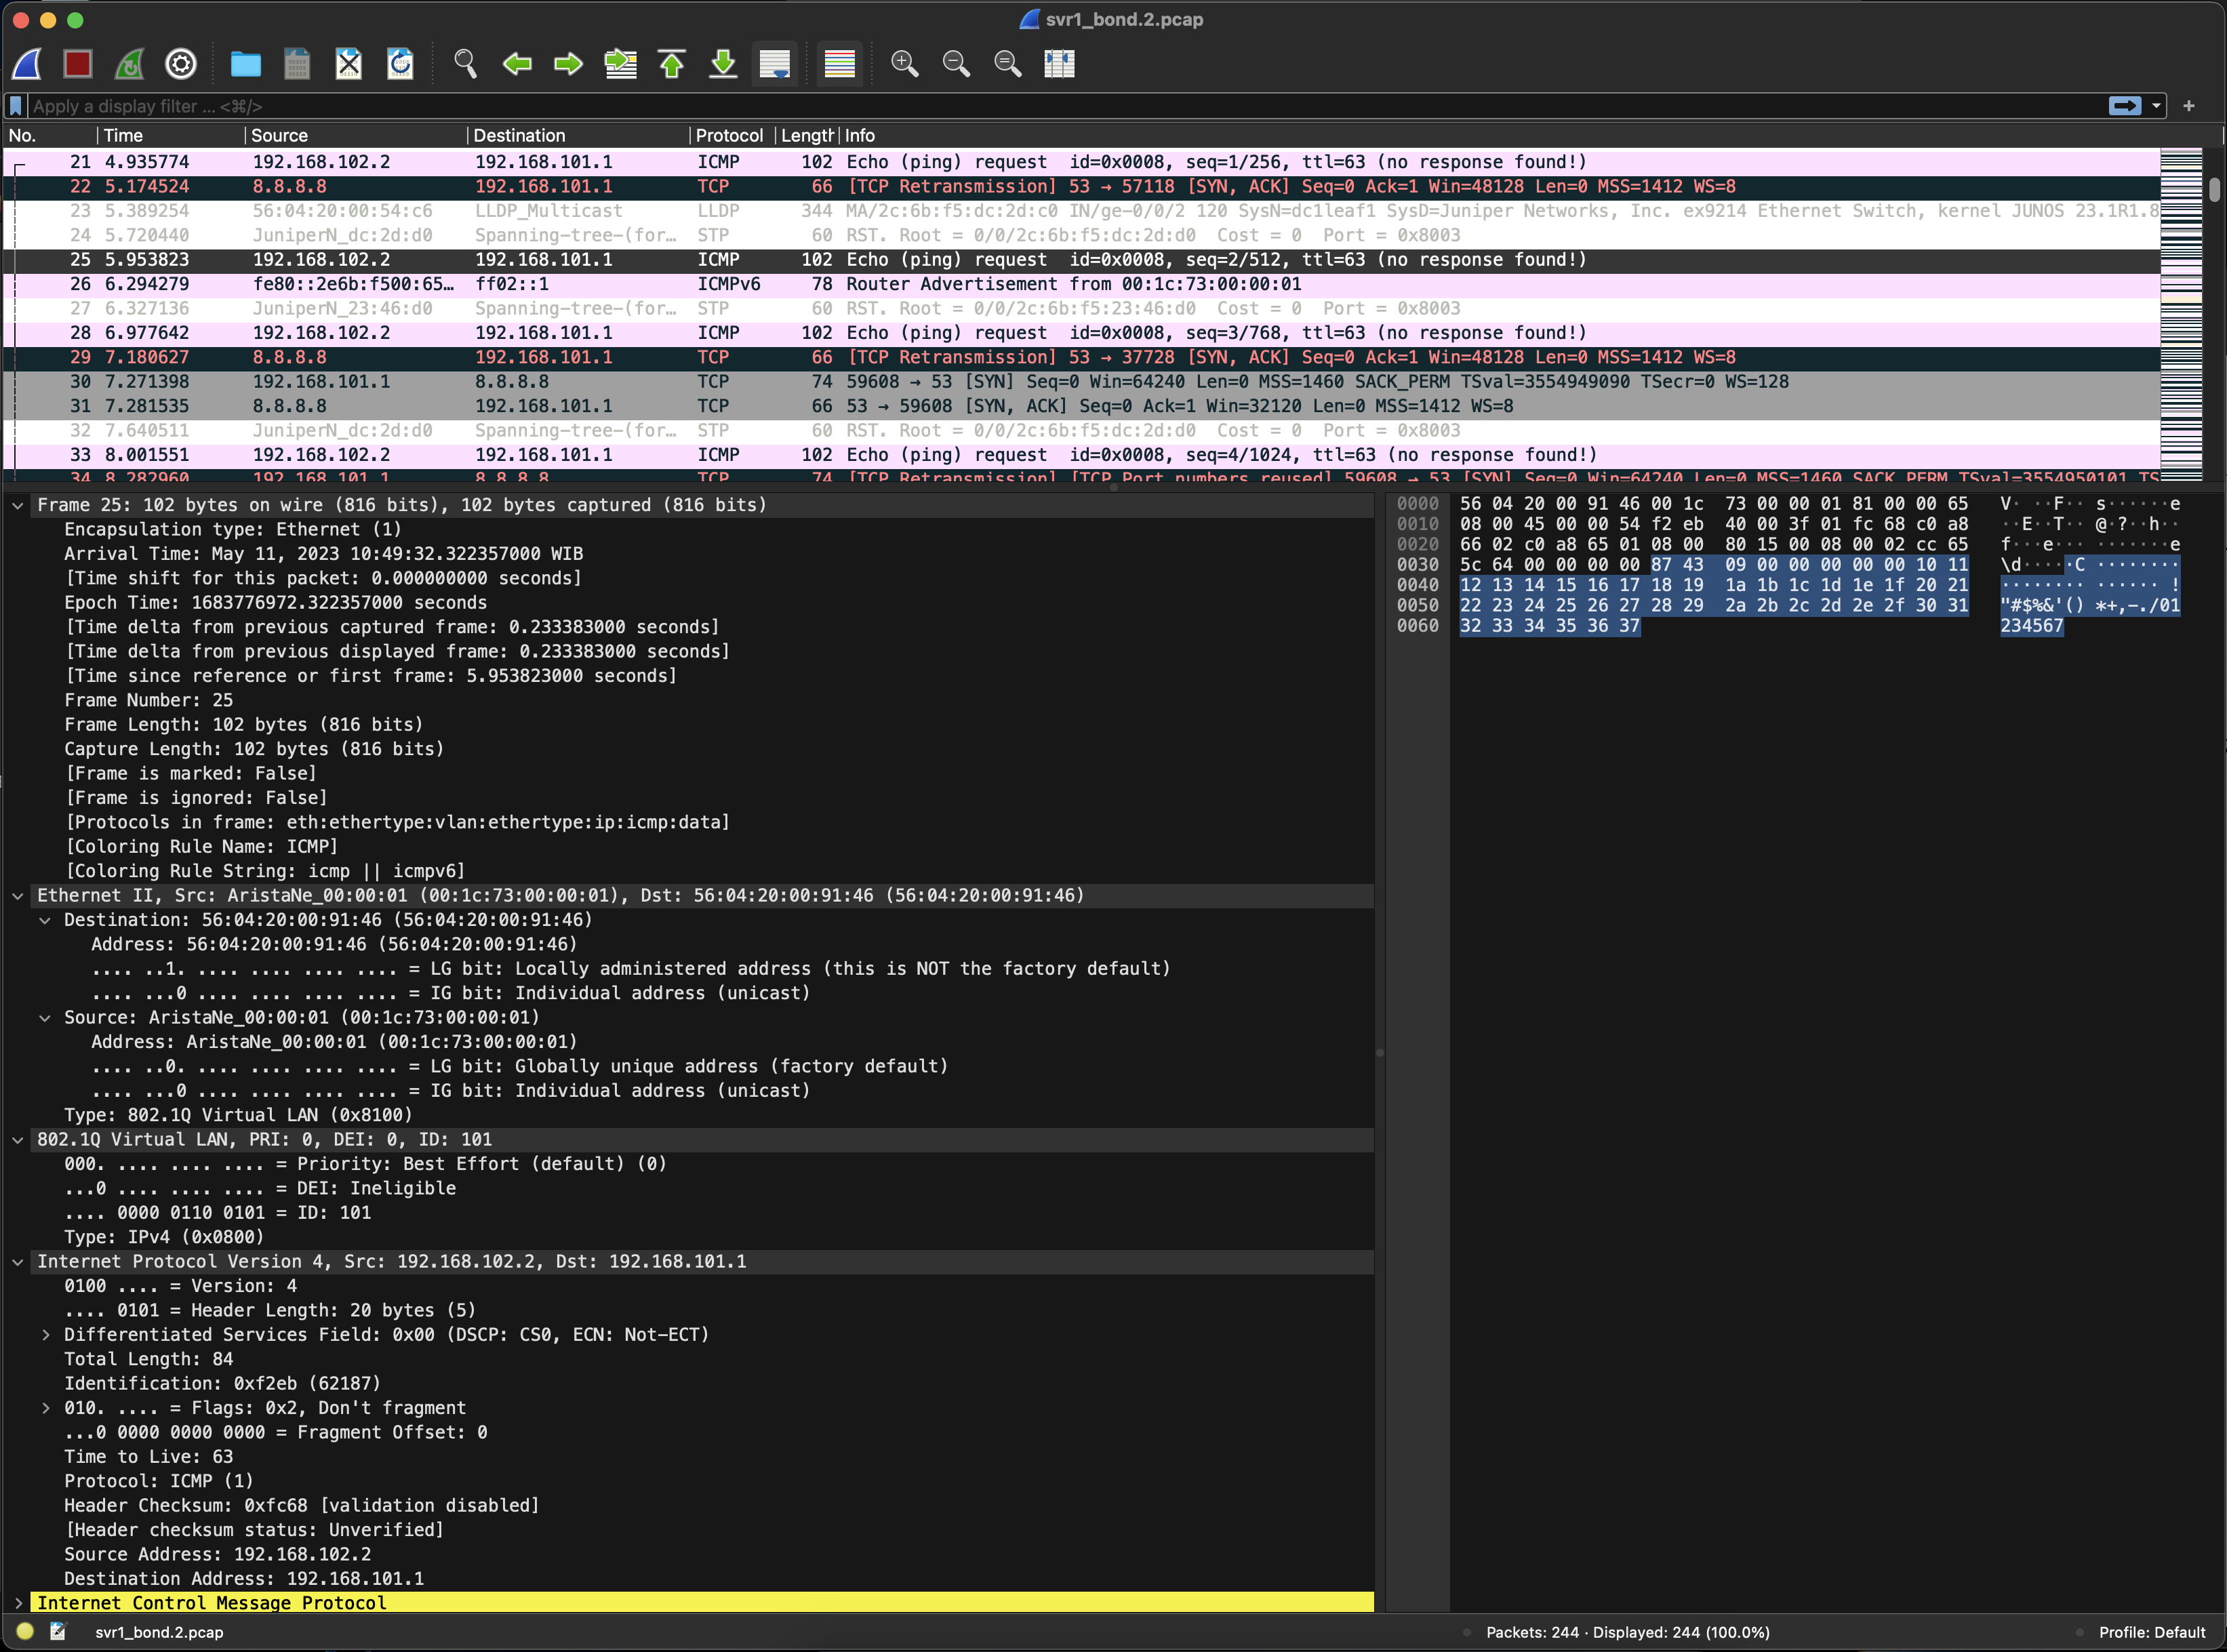 svr1_bond.2.pcap
Apply a display filter ... <⌘/>
No. Time Source Destination Protocol Length Info
21 4.935774 192.168.102.2 192.168.101.1 ICMP 102 Echo (ping) request id=0x0008, seq=1/256, ttl=63 (no response found!)
22 5.174524 8.8.8.8 192.168.101.1 TCP 66 [TCP Retransmission] 53 → 57118 [SYN, ACK] Seq=0 Ack=1 Win=48128 Len=0 MSS=1412 WS=8
23 5.389254 56:04:20:00:54:c6 LLDP_Multicast LLDP 344 MA/2c:6b:f5:dc:2d:c0 IN/ge-0/0/2 120 SysN=dc1leaf1 SysD=Juniper Networks, Inc. ex9214 Ethernet Switch, kernel JUNOS 23.1R1.8
24 5.720440 JuniperN_dc:2d:d0 Spanning-tree-(for… STP 60 RST. Root = 0/0/2c:6b:f5:dc:2d:d0 Cost = 0 Port = 0x8003
25 5.953823 192.168.102.2 192.168.101.1 ICMP 102 Echo (ping) request id=0x0008, seq=2/512, ttl=63 (no response found!)
26 6.294279 fe80::2e6b:f500:65… ff02::1 ICMPv6 78 Router Advertisement from 00:1c:73:00:00:01
27 6.327136 JuniperN_23:46:d0 Spanning-tree-(for… STP 60 RST. Root = 0/0/2c:6b:f5:23:46:d0 Cost = 0 Port = 0x8003
28 6.977642 192.168.102.2 192.168.101.1 ICMP 102 Echo (ping) request id=0x0008, seq=3/768, ttl=63 (no response found!)
29 7.180627 8.8.8.8 192.168.101.1 TCP 66 [TCP Retransmission] 53 → 37728 [SYN, ACK] Seq=0 Ack=1 Win=48128 Len=0 MSS=1412 WS=8
30 7.271398 192.168.101.1 8.8.8.8 TCP 74 59608 → 53 [SYN] Seq=0 Win=64240 Len=0 MSS=1460 SACK_PERM TSval=3554949090 TSecr=0 WS=128
31 7.281535 8.8.8.8 192.168.101.1 TCP 66 53 → 59608 [SYN, ACK] Seq=0 Ack=1 Win=32120 Len=0 MSS=1412 WS=8
32 7.640511 JuniperN_dc:2d:d0 Spanning-tree-(for… STP 60 RST. Root = 0/0/2c:6b:f5:dc:2d:d0 Cost = 0 Port = 0x8003
33 8.001551 192.168.102.2 192.168.101.1 ICMP 102 Echo (ping) request id=0x0008, seq=4/1024, ttl=63 (no response found!)
34 8.282960 192.168.101.1 8.8.8.8 TCP 74 [TCP Retransmission] [TCP Port numbers reused] 59608 → 53 [SYN] Seq=0 Win=64240 Len=0 MSS=1460 SACK_PERM TSval=3554950101 TS
Frame 25: 102 bytes on wire (816 bits), 102 bytes captured (816 bits)
Encapsulation type: Ethernet (1)
Arrival Time: May 11, 2023 10:49:32.322357000 WIB
[Time shift for this packet: 0.000000000 seconds]
Epoch Time: 1683776972.322357000 seconds
[Time delta from previous captured frame: 0.233383000 seconds]
[Time delta from previous displayed frame: 0.233383000 seconds]
[Time since reference or first frame: 5.953823000 seconds]
Frame Number: 25
Frame Length: 102 bytes (816 bits)
Capture Length: 102 bytes (816 bits)
[Frame is marked: False]
[Frame is ignored: False]
[Protocols in frame: eth:ethertype:vlan:ethertype:ip:icmp:data]
[Coloring Rule Name: ICMP]
[Coloring Rule String: icmp || icmpv6]
Ethernet II, Src: AristaNe_00:00:01 (00:1c:73:00:00:01), Dst: 56:04:20:00:91:46 (56:04:20:00:91:46)
Destination: 56:04:20:00:91:46 (56:04:20:00:91:46)
Address: 56:04:20:00:91:46 (56:04:20:00:91:46)
.... ..1. .... .... .... .... = LG bit: Locally administered address (this is NOT the factory default)
.... ...0 .... .... .... .... = IG bit: Individual address (unicast)
Source: AristaNe_00:00:01 (00:1c:73:00:00:01)
Address: AristaNe_00:00:01 (00:1c:73:00:00:01)
.... ..0. .... .... .... .... = LG bit: Globally unique address (factory default)
.... ...0 .... .... .... .... = IG bit: Individual address (unicast)
Type: 802.1Q Virtual LAN (0x8100)
802.1Q Virtual LAN, PRI: 0, DEI: 0, ID: 101
000. .... .... .... = Priority: Best Effort (default) (0)
...0 .... .... .... = DEI: Ineligible
.... 0000 0110 0101 = ID: 101
Type: IPv4 (0x0800)
Internet Protocol Version 4, Src: 192.168.102.2, Dst: 192.168.101.1
0100 .... = Version: 4
.... 0101 = Header Length: 20 bytes (5)
Differentiated Services Field: 0x00 (DSCP: CS0, ECN: Not-ECT)
Total Length: 84
Identification: 0xf2eb (62187)
010. .... = Flags: 0x2, Don't fragment
...0 0000 0000 0000 = Fragment Offset: 0
Time to Live: 63
Protocol: ICMP (1)
Header Checksum: 0xfc68 [validation disabled]
[Header checksum status: Unverified]
Source Address: 192.168.102.2
Destination Address: 192.168.101.1
Internet Control Message Protocol
0000 56 04 20 00 91 46 00 1c 73 00 00 01 81 00 00 65 V· ··F·· s······e
0010 08 00 45 00 00 54 f2 eb 40 00 3f 01 fc 68 c0 a8 ··E··T·· @·?··h··
0020 66 02 c0 a8 65 01 08 00 80 15 00 08 00 02 cc 65 f···e··· ·······e
0030 5c 64 00 00 00 00 87 43 09 00 00 00 00 00 10 11 \d·····C ········
0040 12 13 14 15 16 17 18 19 1a 1b 1c 1d 1e 1f 20 21 ········ ······ !
0050 22 23 24 25 26 27 28 29 2a 2b 2c 2d 2e 2f 30 31 "#$%&'() *+,-./01
0060 32 33 34 35 36 37 234567
svr1_bond.2.pcap
Packets: 244 · Displayed: 244 (100.0%)
Profile: Default